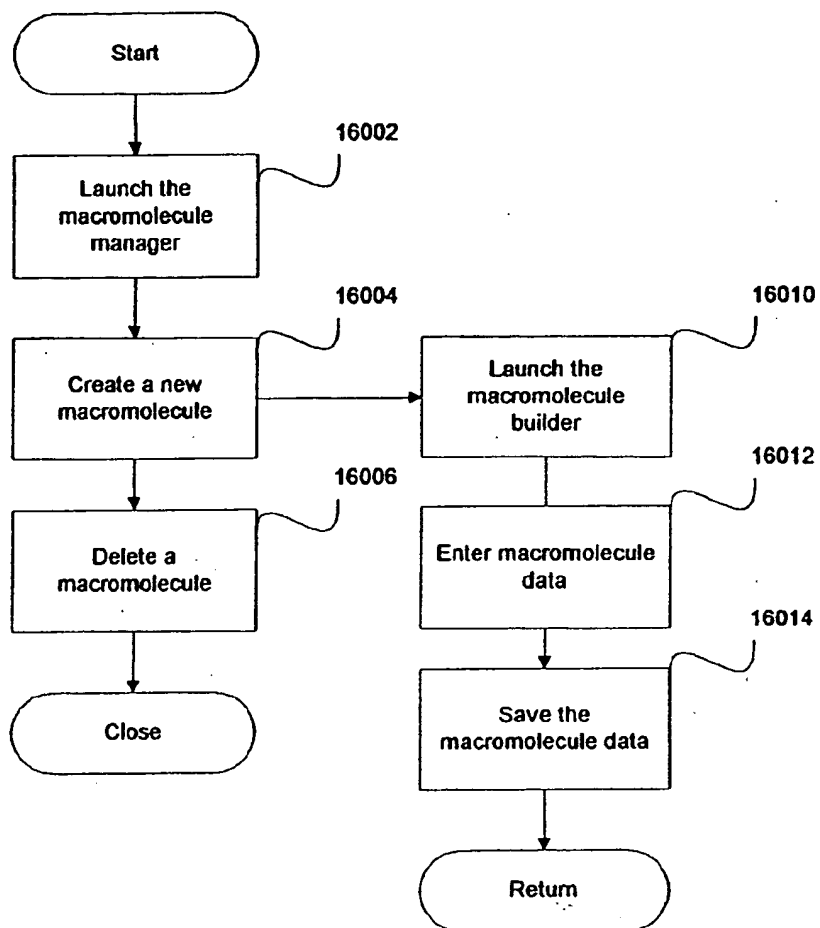 Start
16002
Launch the
macromolecule
manager
16004
Create a new
macromolecule
16006
Delete a
macromolecule
Close
16010
Launch the
macromolecule
builder
16012
Enter macromolecule
data
16014
Save the
macromolecule data
Return